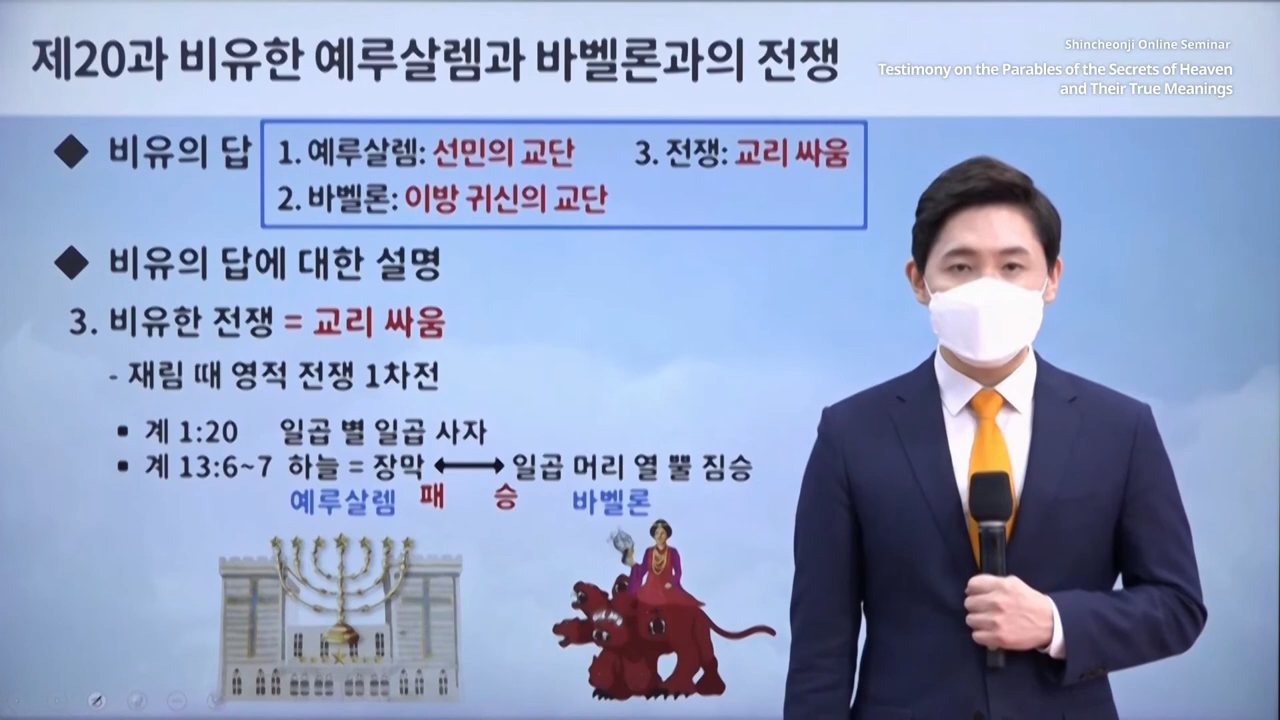 제20과 비유한 예루살렘과 바벨론과의 전쟁
Shincheonji Online Seminar
Testimony on the Parables of the Secrets of Heaven
and Their True Meanings
◆ 비유의 답
1. 예루살렘: 선민의 교단
3. 전쟁: 교리 싸움
2. 바벨론: 이방 귀신의 교단
◆ 비유의 답에 대한 설명
3. 비유한 전쟁 = 교리 싸움
- 재림 때 영적 전쟁 1차전
▪ 계 1:20 일곱 별 일곱 사자
▪ 계 13:6~7 하늘 = 장막 ⟷ 일곱 머리 열 뿔 짐승
예루살렘 패 승 바벨론